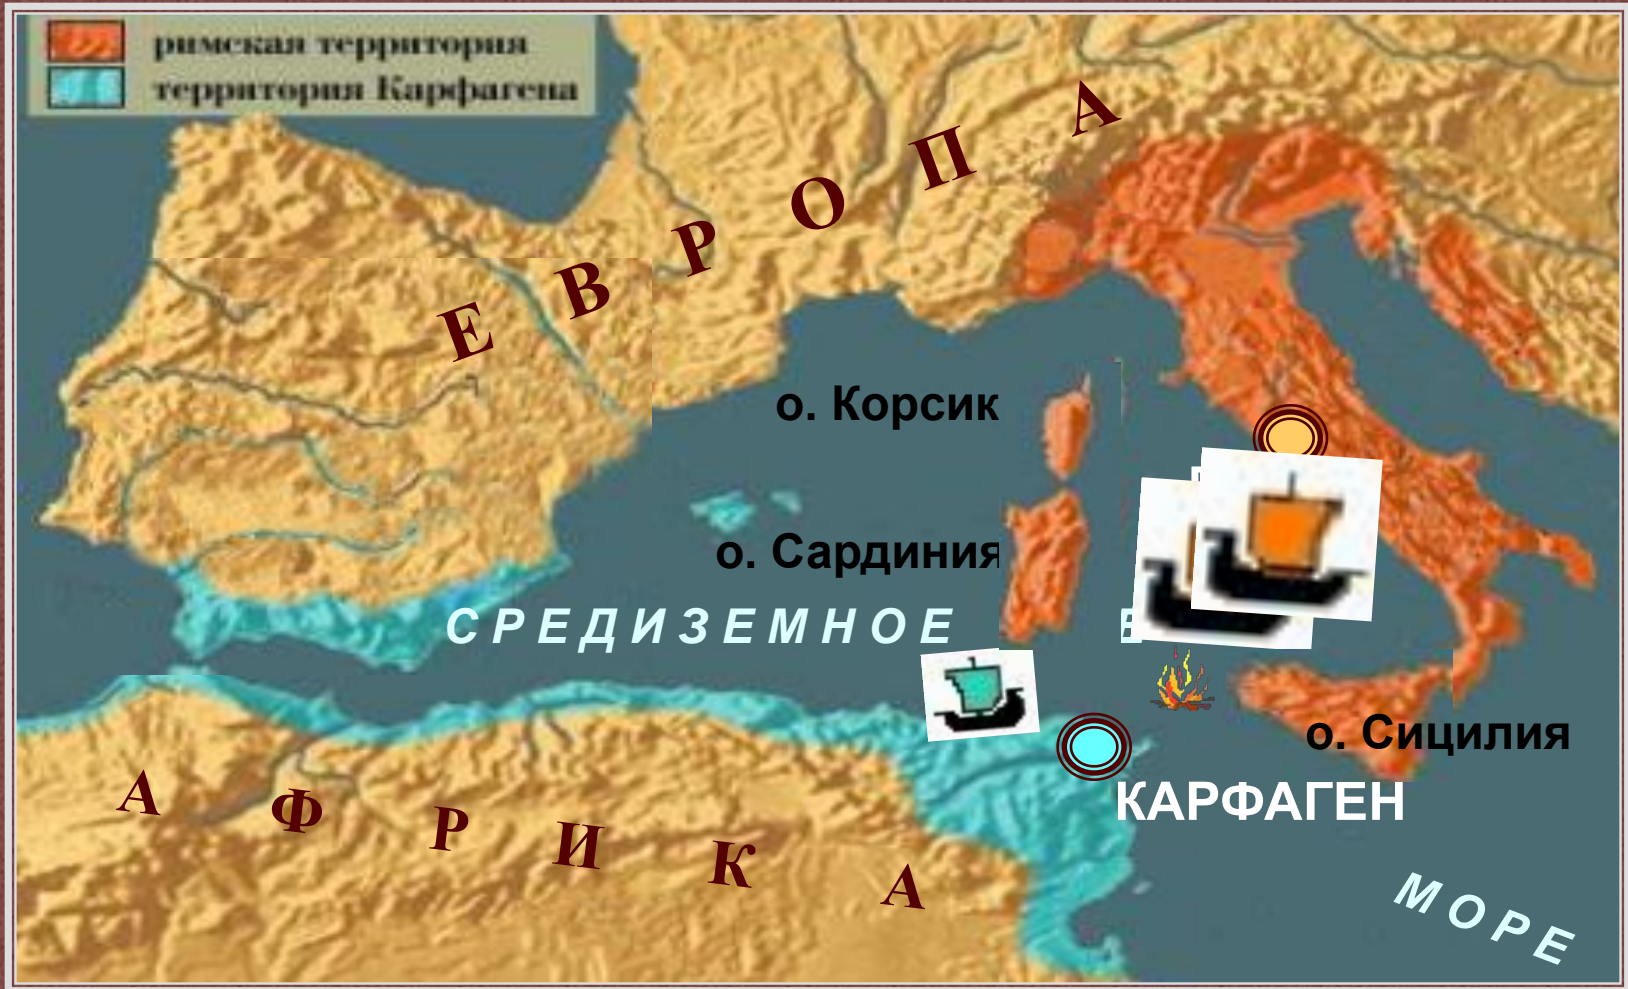 римская территория
территория Карфагена
ЕВРОПА
о. Корсик
о. Сардиния
СРЕДИЗЕМНОЕ
Е
о. Сицилия
КАРФАГЕН
АФРИКА
МОРЕ